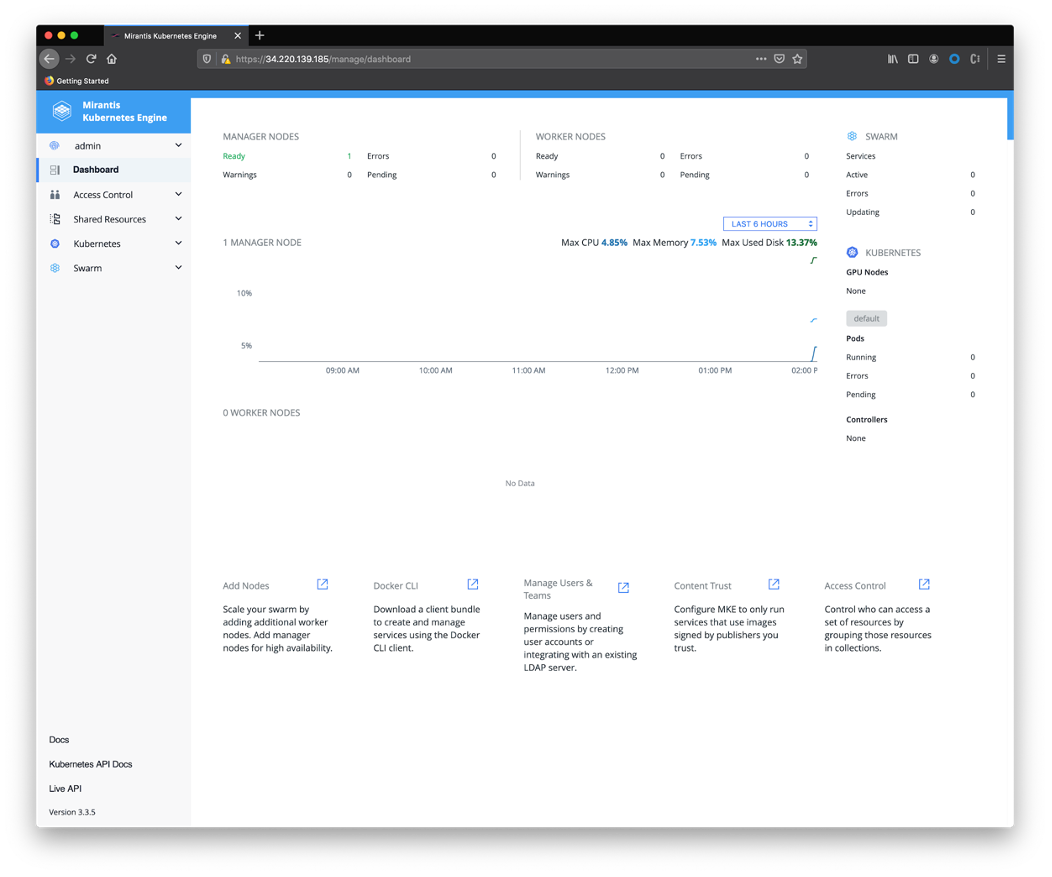 Mirantis Kubernetes Engine
https://34.220.139.185/manage/dashboard
Getting Started
Mirantis
Kubernetes Engine
admin
Dashboard
Access Control
Shared Resources
Kubernetes
Swarm
Docs
Kubernetes API Docs
Live API
Version 3.3.5
MANAGER NODES
Ready 1 Errors 0
Warnings 0 Pending 0
WORKER NODES
Ready 0 Errors 0
Warnings 0 Pending 0
LAST 6 HOURS
1 MANAGER NODE
Max CPU 4.85% Max Memory 7.53% Max Used Disk 13.37%
10%
5%
09:00 AM 10:00 AM 11:00 AM 12:00 PM 01:00 PM 02:00 P
0 WORKER NODES
No Data
SWARM
Services
Active 0
Errors 0
Updating 0
KUBERNETES
GPU Nodes
None
default
Pods
Running 0
Errors 0
Pending 0
Controllers
None
Add Nodes
Scale your swarm by
adding additional worker
nodes. Add manager
nodes for high availability.
Docker CLI
Download a client bundle
to create and manage
services using the Docker
CLI client.
Manage Users &
Teams
Manage users and
permissions by creating
user accounts or
integrating with an existing
LDAP server.
Content Trust
Configure MKE to only run
services that use images
signed by publishers you
trust.
Access Control
Control who can access a
set of resources by
grouping those resources
in collections.